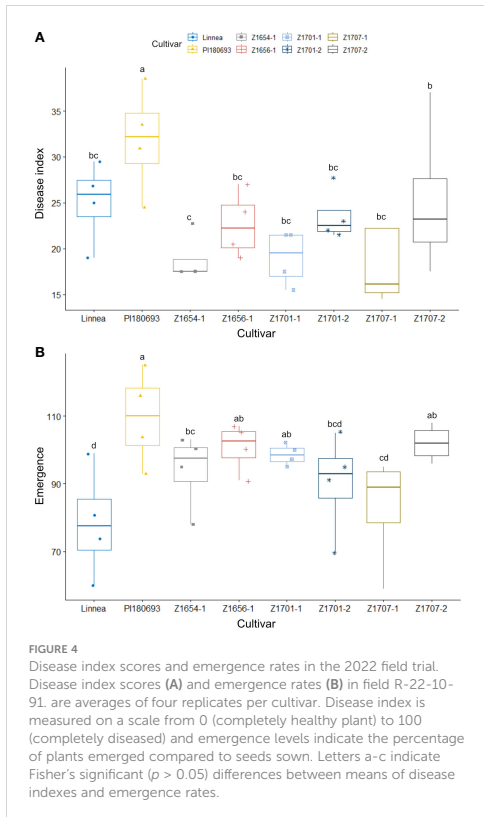 A
Cultivar
Linnea Z1654-1 Z1701-1 Z1707-1
PI180693 Z1656-1 Z1701-2 Z1707-2
a
b
bc
bc
bc
bc
bc
c
35
30
25
20
15
Disease index
Linnea PI180693 Z1654-1 Z1656-1 Z1701-1 Z1701-2 Z1707-1 Z1707-2
Cultivar
B
a
ab
bc
ab
ab
bcd
cd
d
110
90
70
Emergence
Linnea PI180693 Z1654-1 Z1656-1 Z1701-1 Z1701-2 Z1707-1 Z1707-2
Cultivar
FIGURE 4
Disease index scores and emergence rates in the 2022 field trial.
Disease index scores (A) and emergence rates (B) in field R-22-10-
91. are averages of four replicates per cultivar. Disease index is
measured on a scale from 0 (completely healthy plant) to 100
(completely diseased) and emergence levels indicate the percentage
of plants emerged compared to seeds sown. Letters a-c indicate
Fisher's significant (p > 0.05) differences between means of disease
indexes and emergence rates.